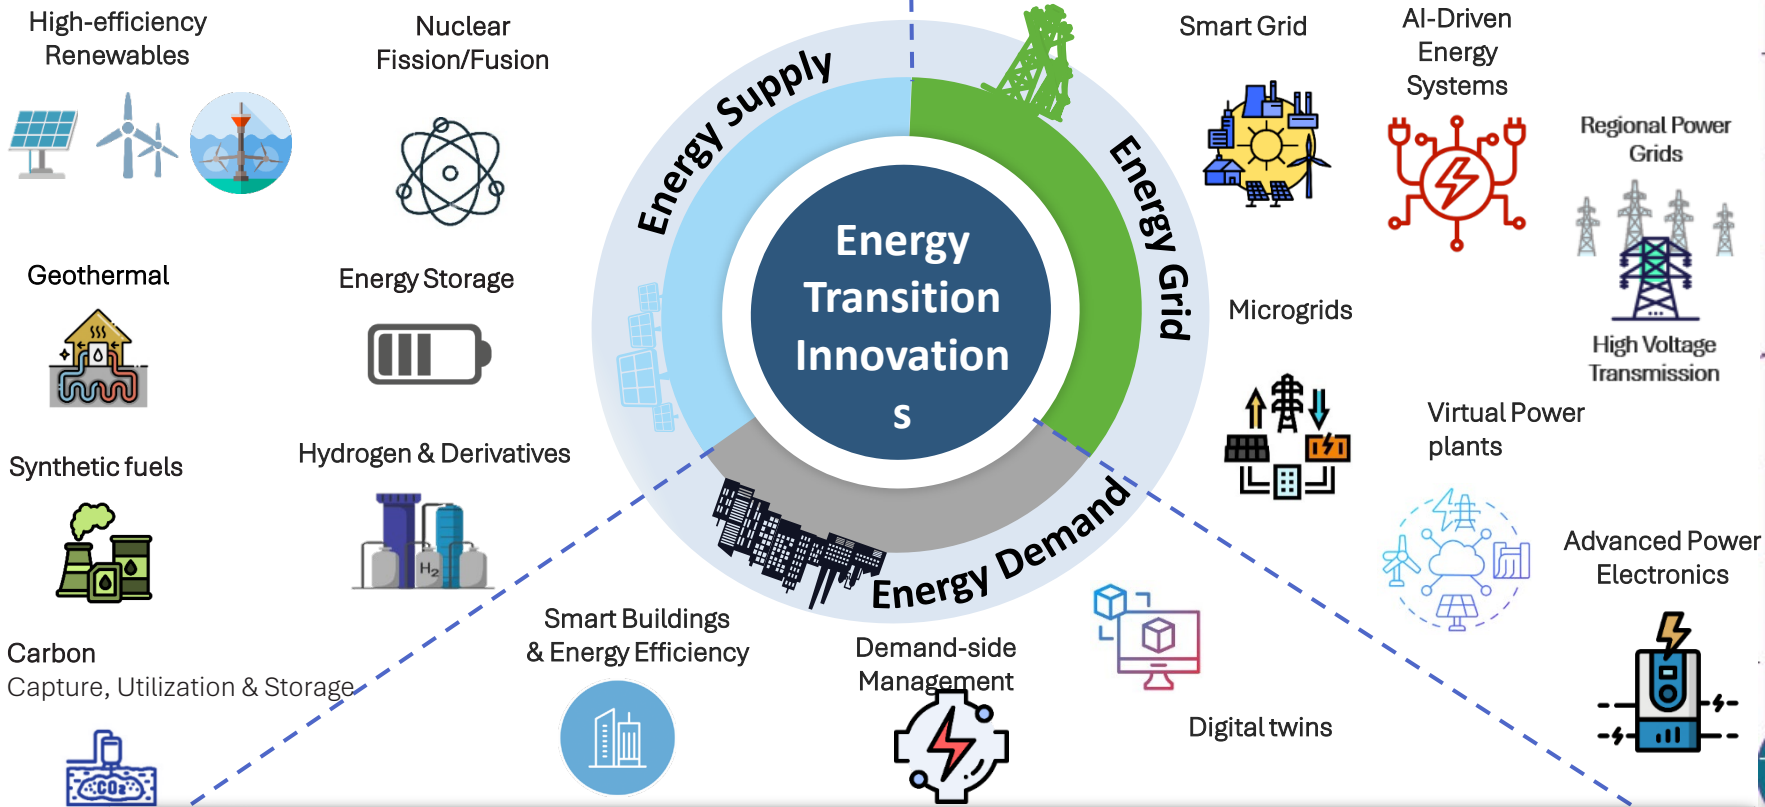 High-efficiency
Renewables
Nuclear
Fission/Fusion
Geothermal
Energy Storage
Synthetic fuels
Hydrogen & Derivatives
H₂
Carbon
Capture, Utilization & Storage
CO₂
Energy Supply
Energy Grid
Energy Demand
Energy
Transition
Innovation
s
Smart Grid
AI-Driven
Energy
Systems
Regional Power
Grids
High Voltage
Transmission
Microgrids
Virtual Power
plants
Advanced Power
Electronics
Smart Buildings
& Energy Efficiency
Demand-side
Management
Digital twins